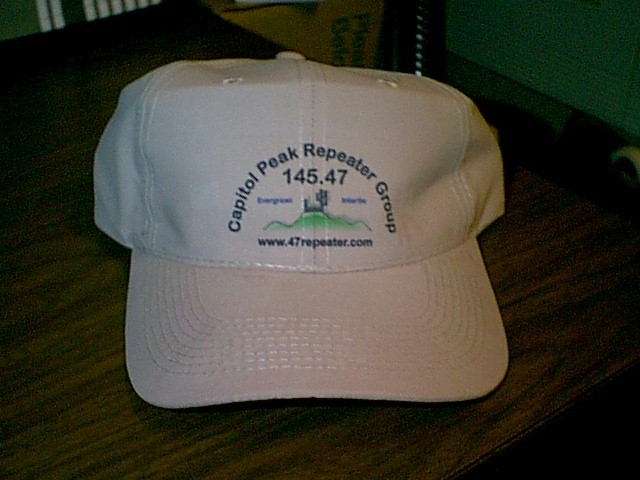 Capitol Peak Repeater Group
145.47
Evergreen Intertie
www.47repeater.com